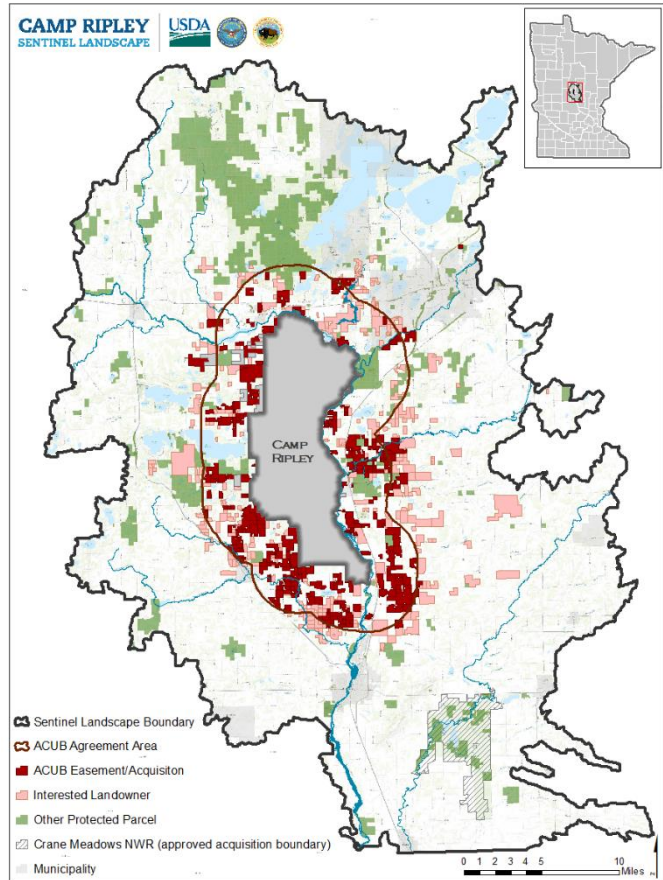 CAMP RIPLEY
SENTINEL LANDSCAPE
USDA
CAMP
RIPLEY
Sentinel Landscape Boundary
ACUB Agreement Area
ACUB Easement/Acquisiton
Interested Landowner
Other Protected Parcel
Crane Meadows NWR (approved acquisition boundary)
Municipality
0 1 2 3 4 5 10
Miles